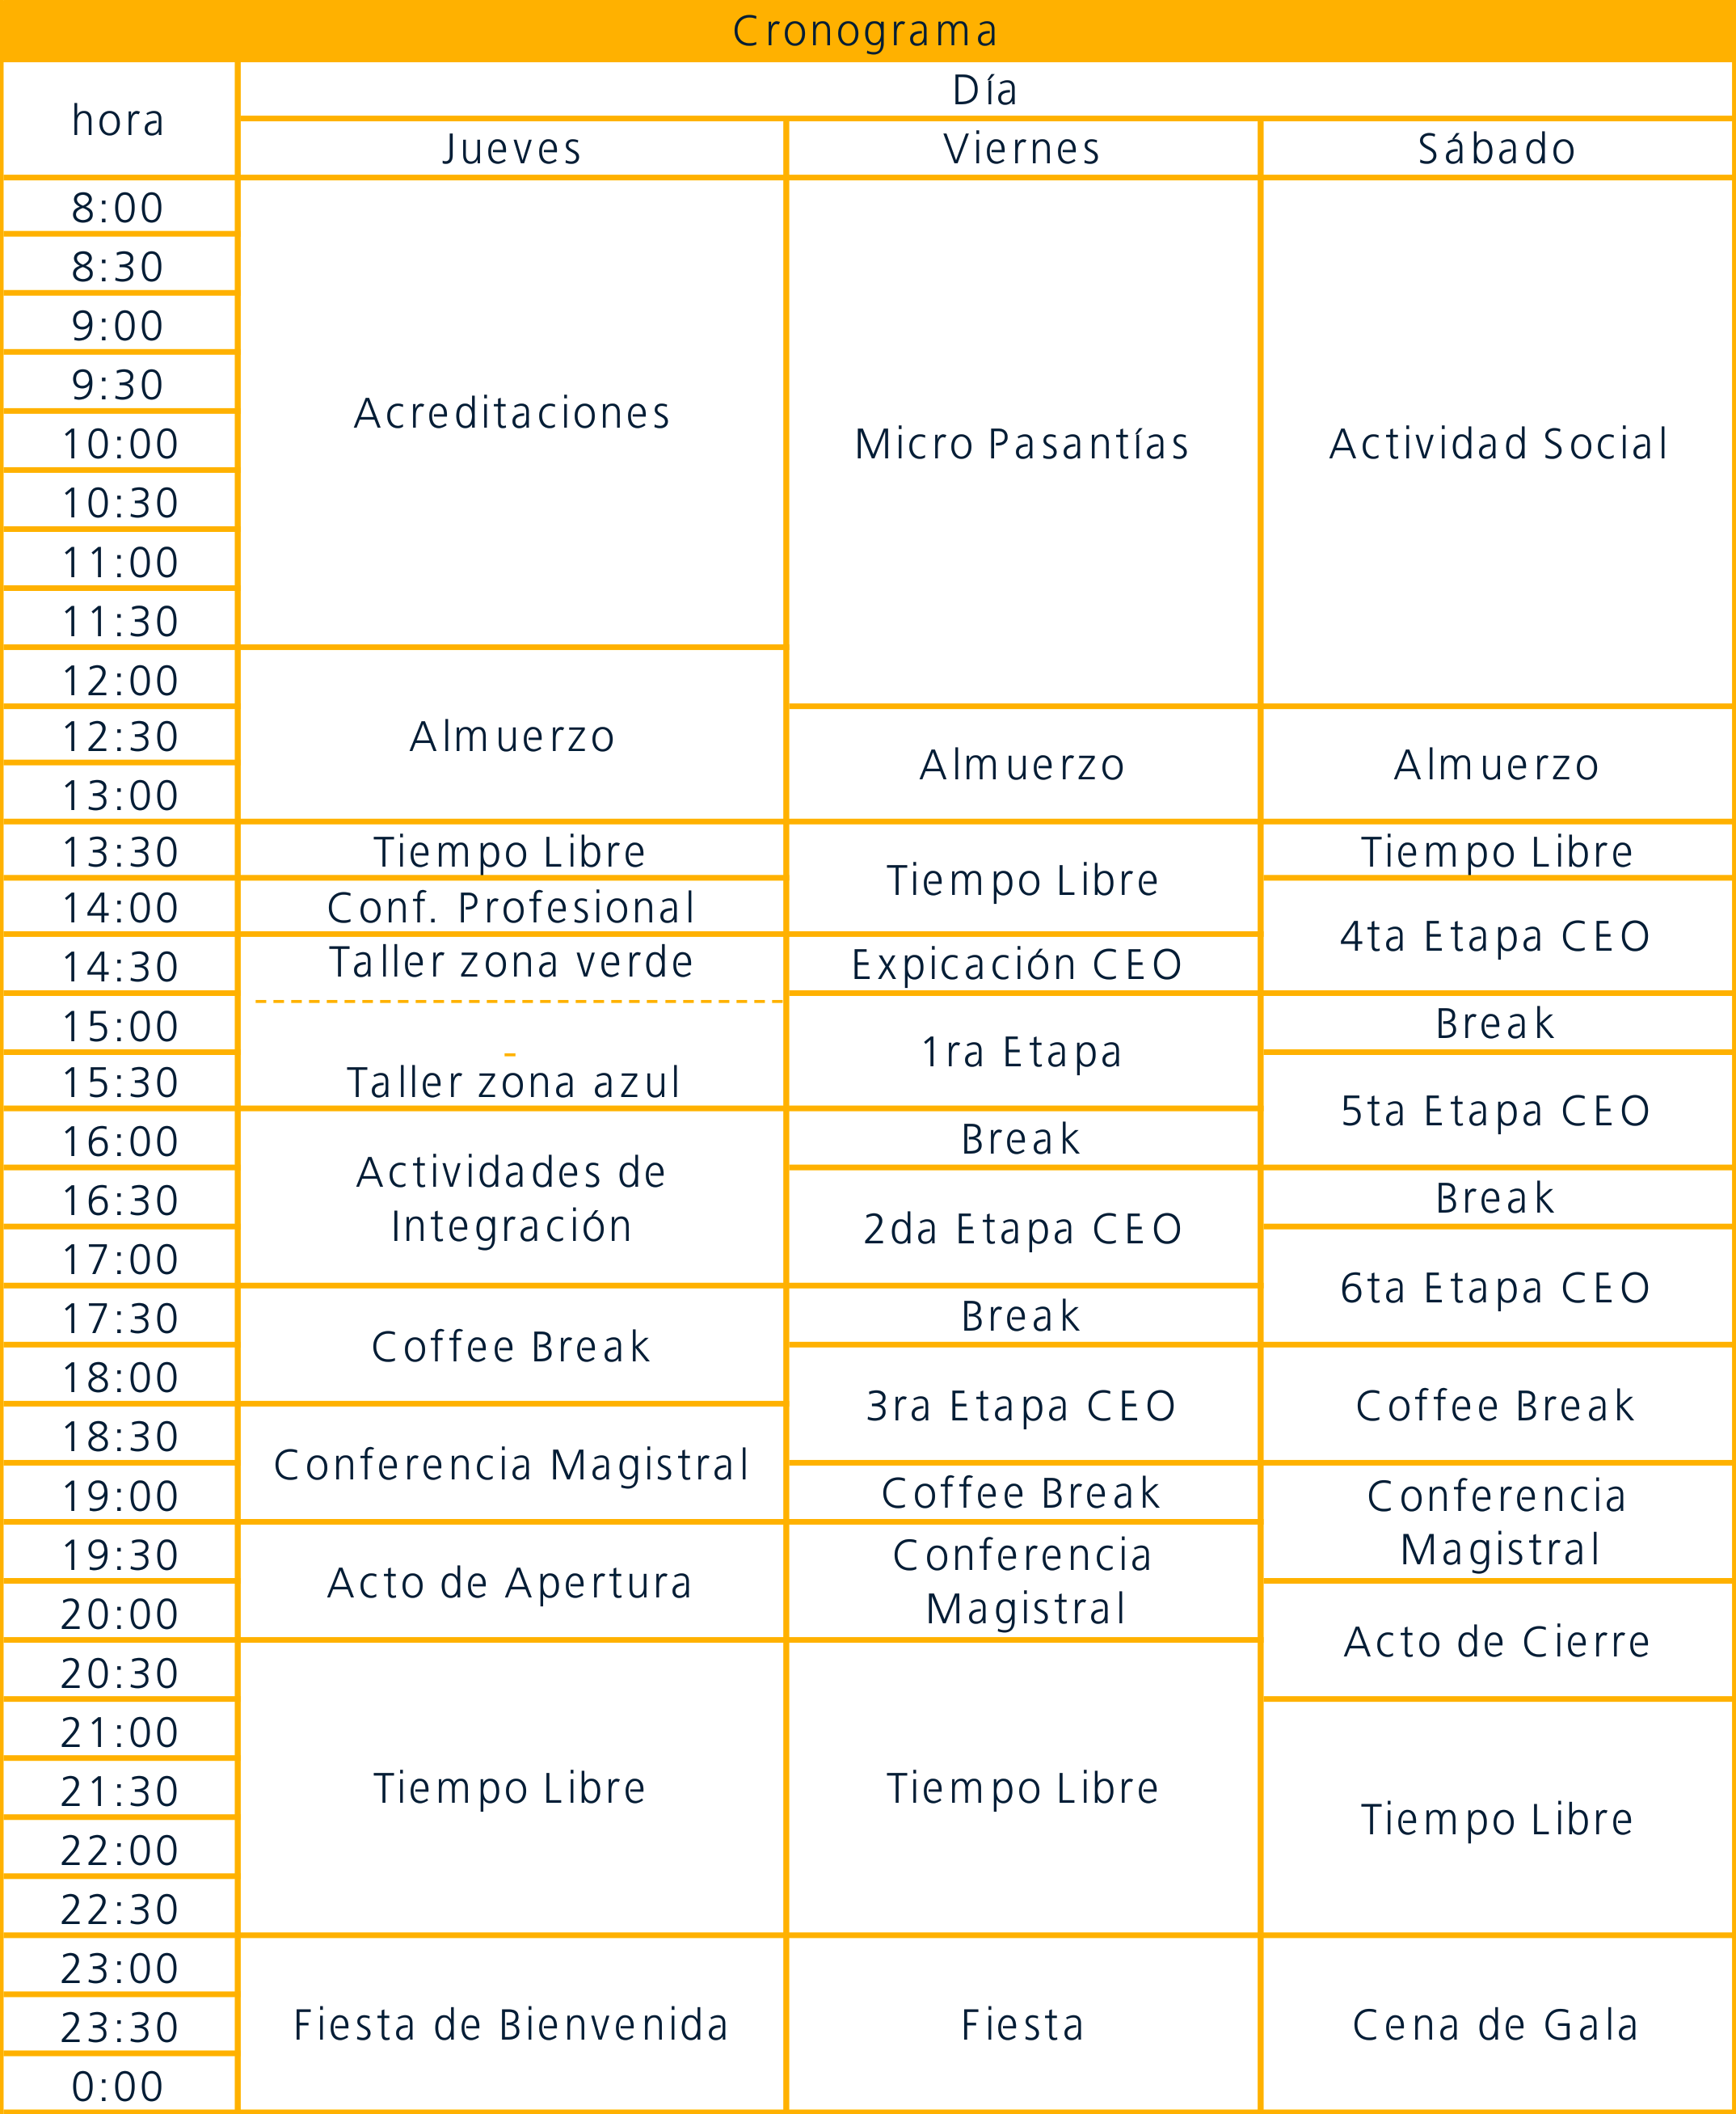 Cronograma
hora
Día
Jueves
Viernes
Sábado
8:00
8:30
9:00
9:30
Acreditaciones
10:00
Micro Pasantías
Actividad Social
10:30
11:00
11:30
12:00
12:30
Almuerzo
Almuerzo
Almuerzo
13:00
13:30
Tiempo Libre
Tiempo Libre
Tiempo Libre
14:00
Conf. Profesional
4ta Etapa CEO
14:30
Taller zona verde
Expicación CEO
15:00
Break
1ra Etapa
15:30
Taller zona azul
5ta Etapa CEO
16:00
Break
Actividades de
Integración
16:30
Break
2da Etapa CEO
17:00
6ta Etapa CEO
17:30
Break
Coffee Break
18:00
3ra Etapa CEO
Coffee Break
18:30
Conferencia Magistral
19:00
Coffee Break
Conferencia
Magistral
19:30
Conferencia
Magistral
Acto de Apertura
20:00
Acto de Cierre
20:30
21:00
21:30
Tiempo Libre
Tiempo Libre
Tiempo Libre
22:00
22:30
23:00
23:30
Fiesta de Bienvenida
Fiesta
Cena de Gala
0:00